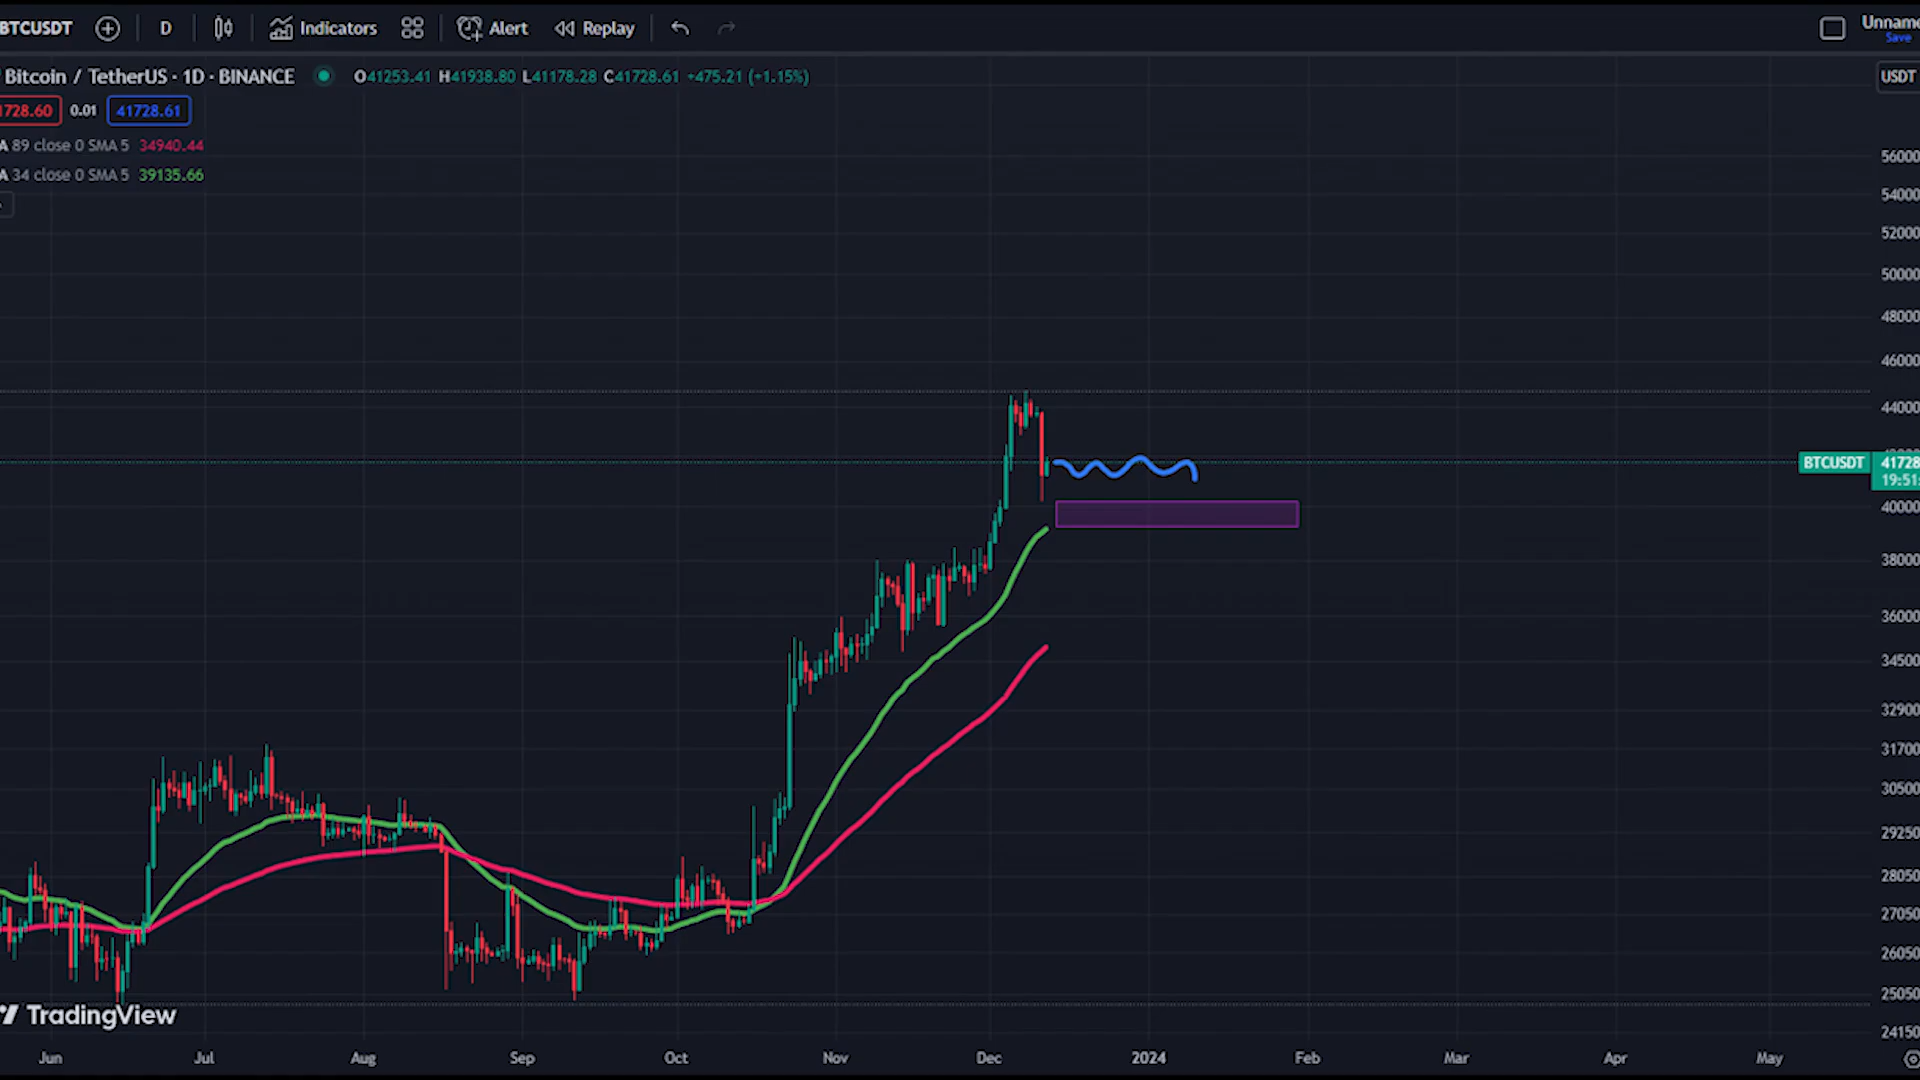 BTCUSDT D Indicators Alert Replay Unname
Save
Bitcoin / TetherUS · 1D · BINANCE O41253.41 H41938.80 L41178.28 C41728.61 +475.21 (+1.15%) USDT
1728.60 0.01 41728.61
A 89 close 0 SMA 5 34940.44
A 34 close 0 SMA 5 39135.66
56000
54000
52000
50000
48000
46000
44000
BTCUSDT 41728
19:51:
40000
38000
36000
34500
32900
31700
30500
29250
28050
27050
26050
25050
24150
TradingView
Jun Jul Aug Sep Oct Nov Dec 2024 Feb Mar Apr May